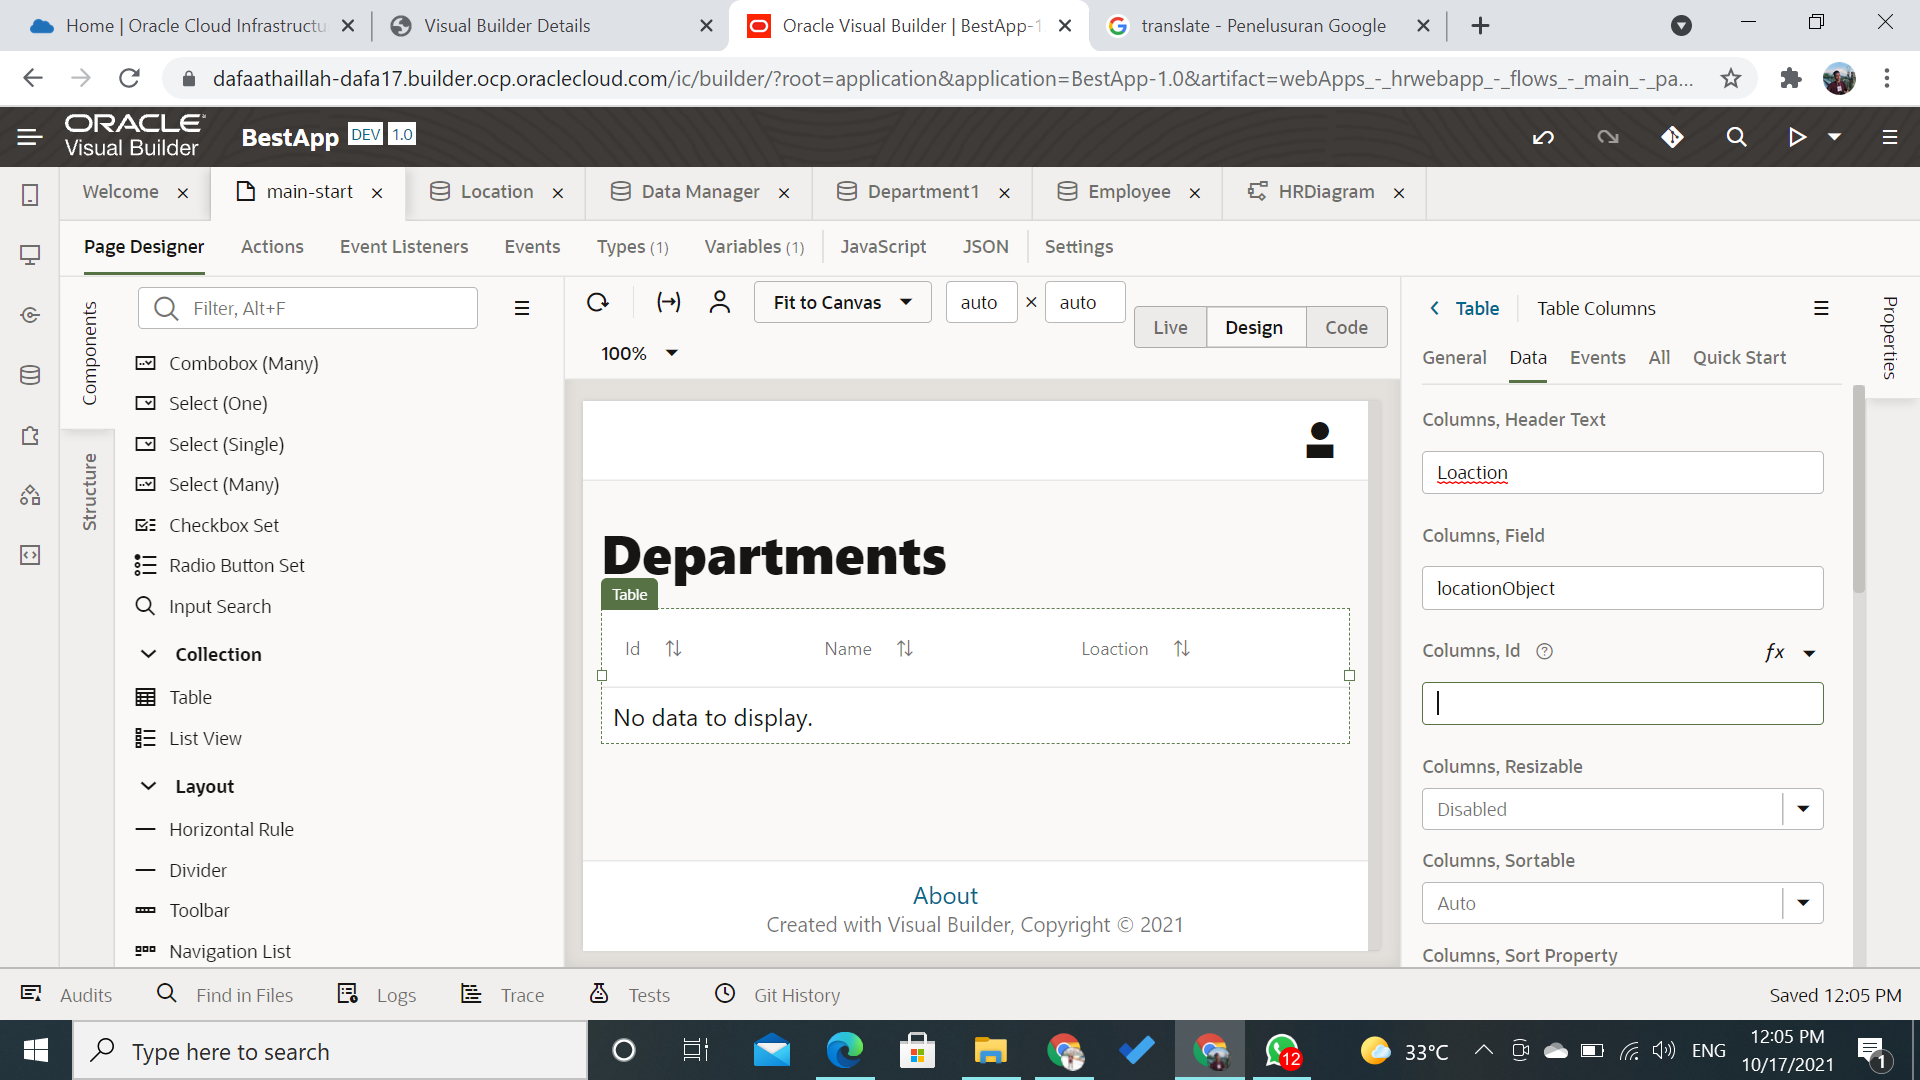 Home | Oracle Cloud Infrastructu
Visual Builder Details
Oracle Visual Builder | BestApp-1
translate - Penelusuran Google
dafaathaillah-dafa17.builder.ocp.oraclecloud.com/ic/builder/?root=application&application=BestApp-1.0&artifact=webApps_-_hrwebapp_-_flows_-_main_-_pa...
ORACLE
Visual Builder
BestApp DEV 1.0
Welcome
main-start
Location
Data Manager
Department1
Employee
HRDiagram
Page Designer
Actions
Event Listeners
Events
Types (1)
Variables (1)
JavaScript
JSON
Settings
Components
Structure
Filter, Alt+F
Combobox (Many)
Select (One)
Select (Single)
Select (Many)
Checkbox Set
Radio Button Set
Input Search
Collection
Table
List View
Layout
Horizontal Rule
Divider
Toolbar
Navigation List
Fit to Canvas
auto × auto
Live
Design
Code
100%
Departments
Table
Id
Name
Loaction
No data to display.
About
Created with Visual Builder, Copyright © 2021
Table
Table Columns
Properties
General
Data
Events
All
Quick Start
Columns, Header Text
Loaction
Columns, Field
locationObject
Columns, Id
fx
Columns, Resizable
Disabled
Columns, Sortable
Auto
Columns, Sort Property
Audits
Find in Files
Logs
Trace
Tests
Git History
Saved 12:05 PM
Type here to search
12
33°C
ENG
12:05 PM
10/17/2021
1